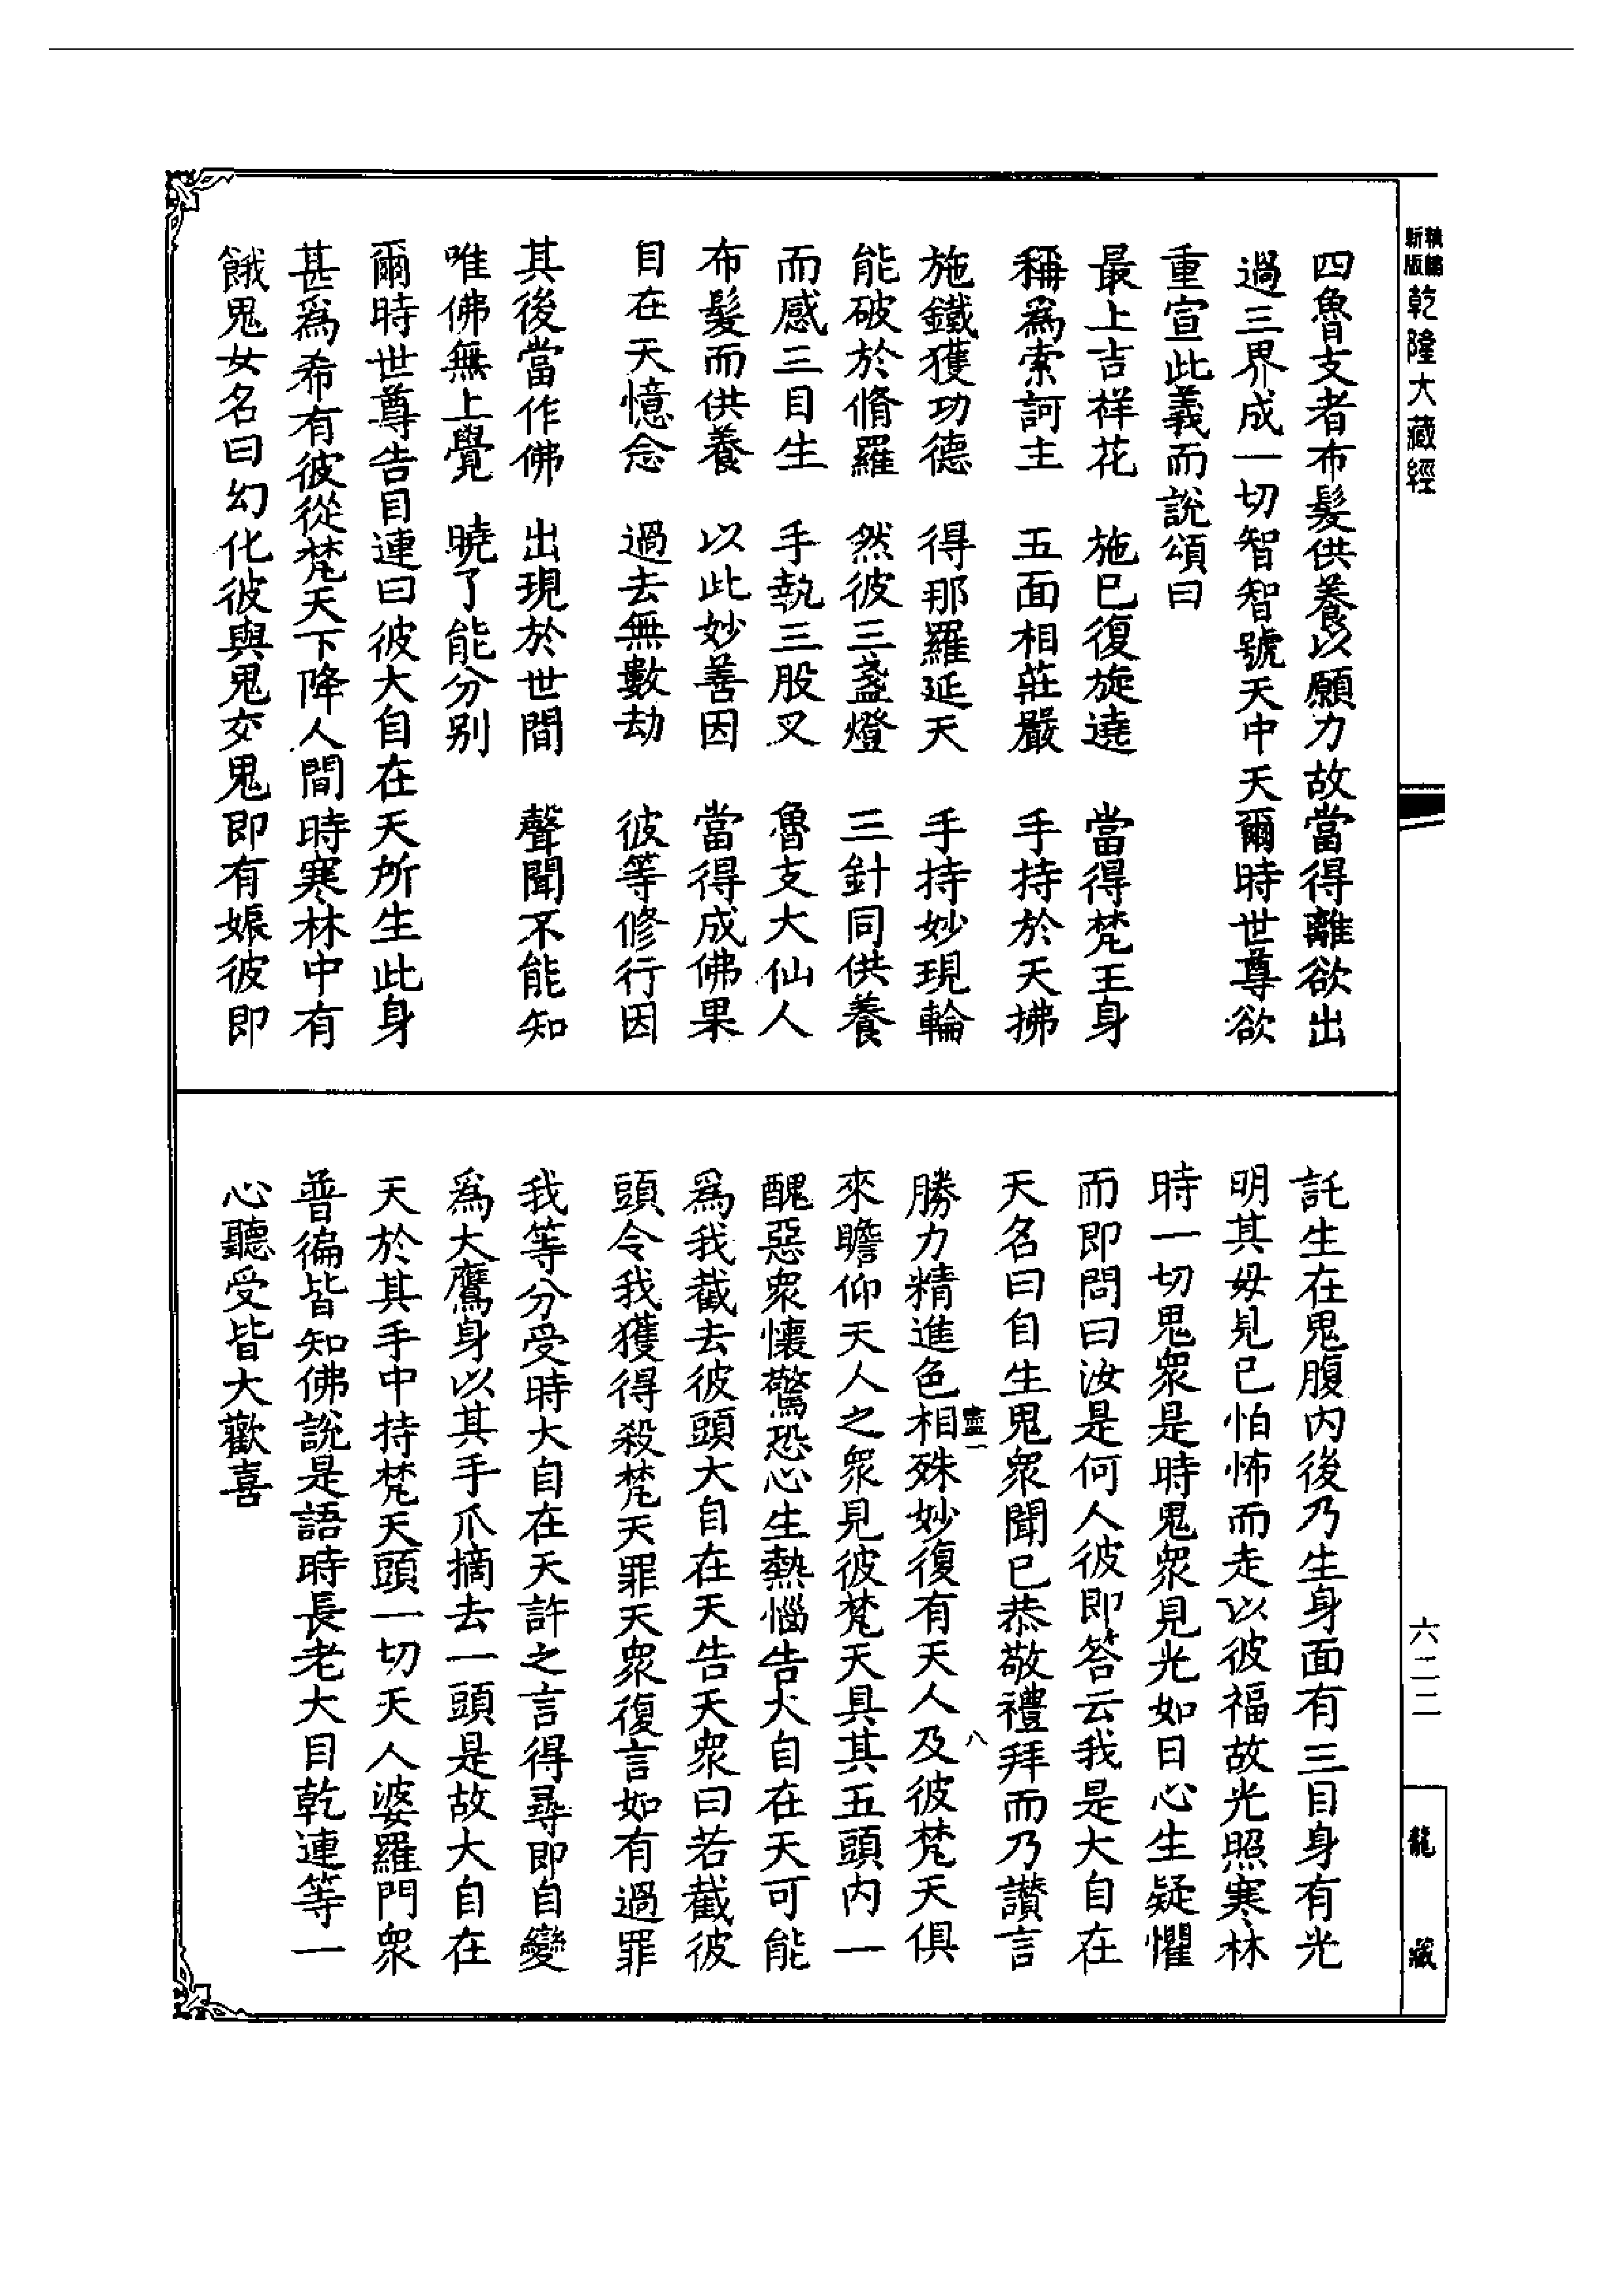 新編
新版
乾隆大藏經
四魯支者布髮供養以願力故當得離欲出
過三界成一切智智號天中天爾時世尊欲
重宣此義而說頌曰
最上吉祥花　施已復旋遶　當得梵王身
稱爲索訶主　五面相莊嚴　手持於天拂
施鐵獲功德　得那羅延天　手持妙現輪
能破於脩羅　然彼三盞燈　三針同供養
而感三目生　手執三股叉　魯支大仙人
布髮而供養　以此妙善因　當得成佛果
目在天憶念　過去無數劫　彼等修行因
其後當作佛　出現於世間　聲聞不能知
唯佛無上覺　曉了能分別
爾時世尊告目連曰彼大自在天所生此身
甚爲希有彼從梵天下降人間時寒林中有
餓鬼女名曰幻化彼與鬼交鬼即有娠彼即
託生在鬼腹內後乃生身面有三目身有光
明其母見已怕怖而走以彼福故光照寒林
時一切鬼衆是時鬼衆見光如日心生疑懼
而即問曰汝是何人彼即答云我是大自在
天名曰自生鬼衆聞已恭敬禮拜而乃讚言
勝力精進色相殊妙復有天人及彼梵天俱
來瞻仰天人之衆見彼梵天具其五頭內一
醜惡衆懷驚恐心生熱惱告大自在天可能
爲我截去彼頭大自在天告天衆曰若截彼
頭令我獲得殺梵天罪天衆復言如有過罪
我等分受時大自在天許之言得尋即自變
爲大鷹身以其手爪摘去一頭是故大自在
天於其手中持梵天頭一切天人婆羅門衆
普徧皆知佛說是語時長老大目乾連等一
心聽受皆大歡喜
八
六二二
龍藏